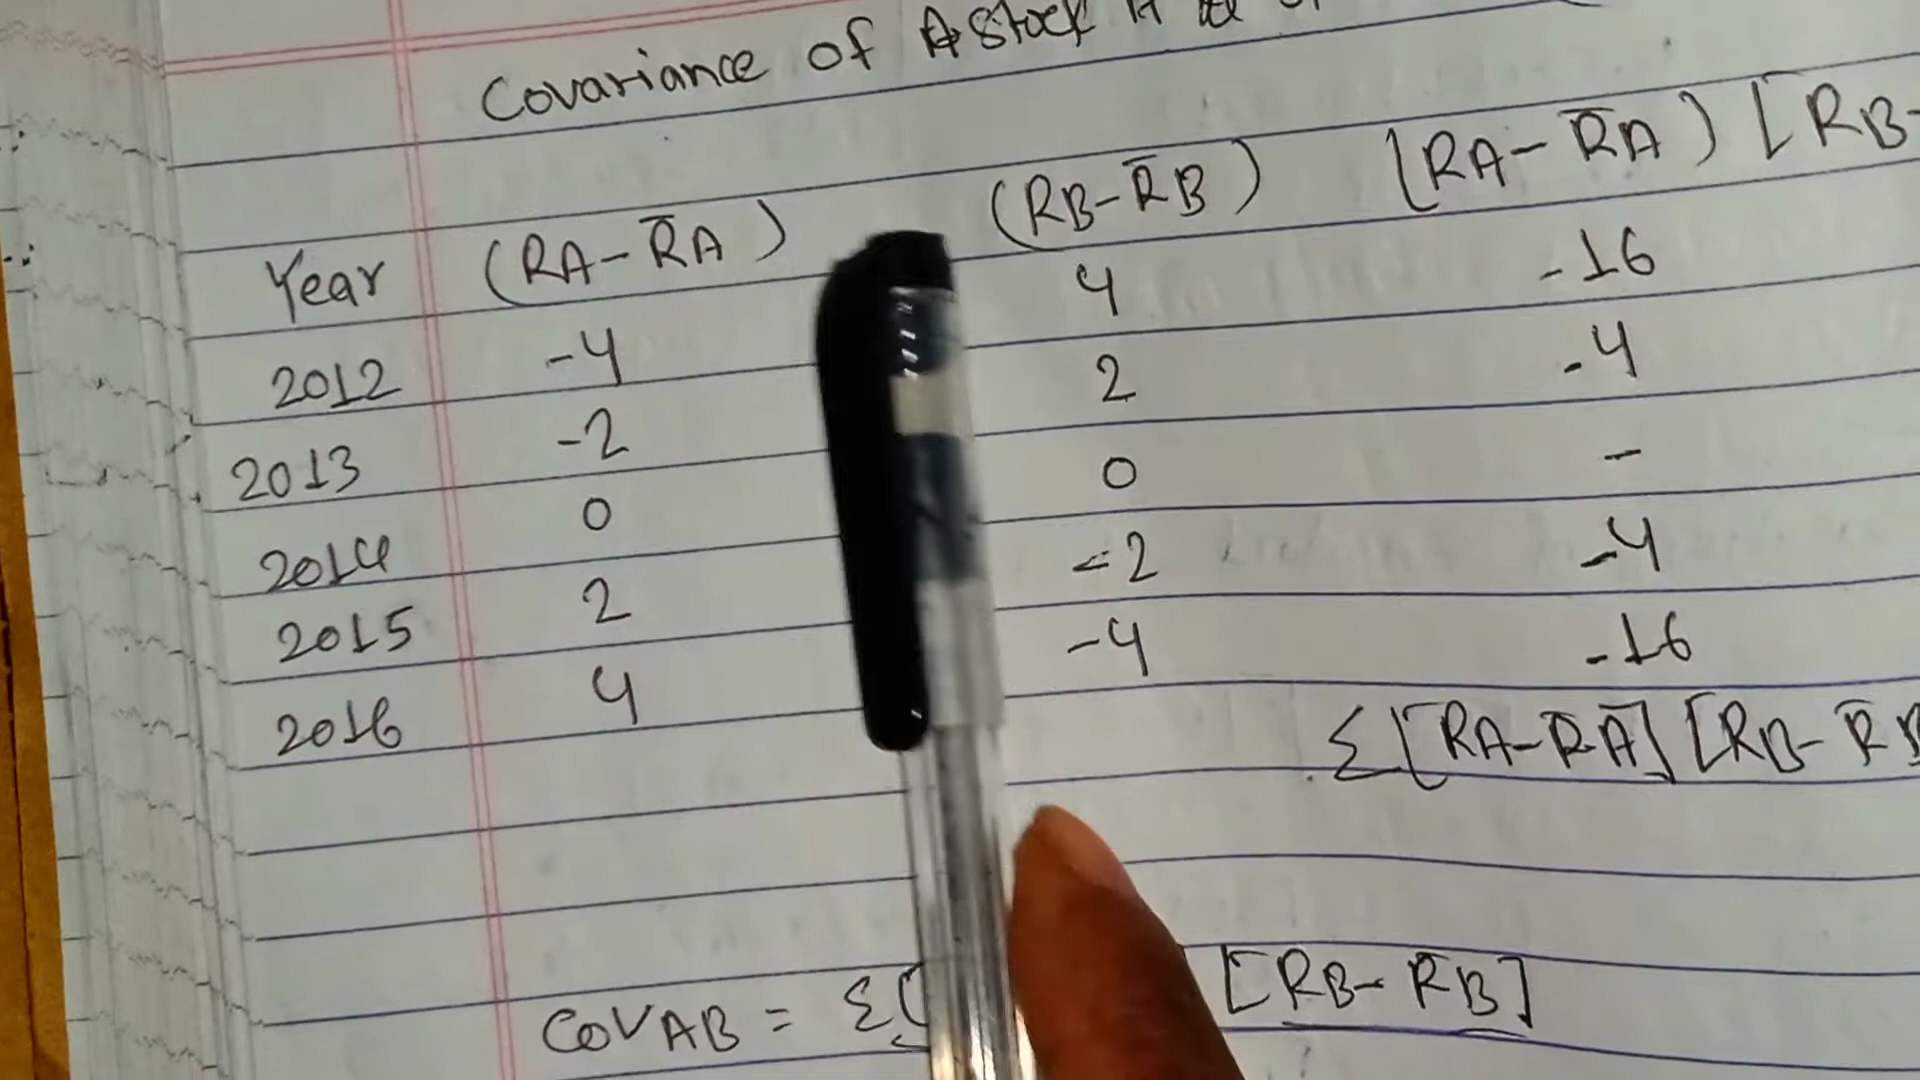 Covariance of A Stock
Year (RA-R̅A) (RB-R̅B) [RA-R̅A) [RB-
2012 -4 4 -16
2013 -2 2 -4
2014 0 0 -
2015 2 -2 -4
2016 4 -4 -16
Σ[RA-R̅A] [RB-R̅B
COVAB = Σ( [RB-R̅B]